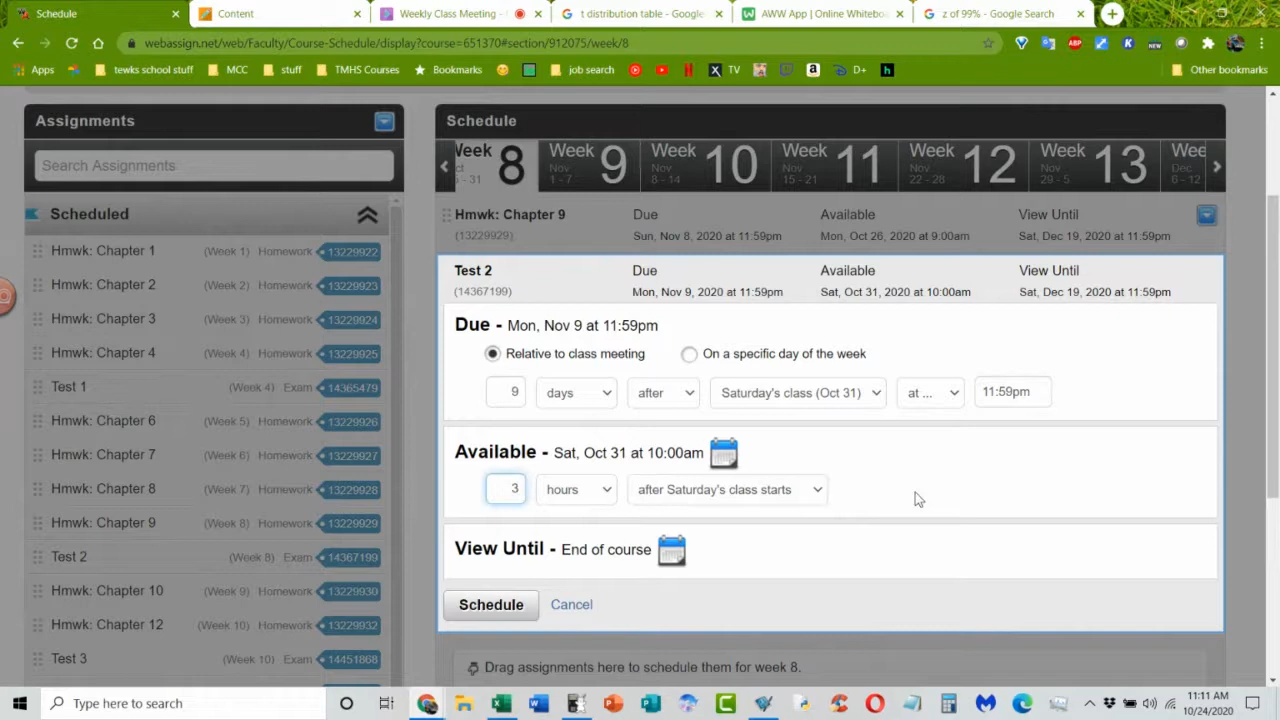 Schedule
Content
Weekly Class Meeting -
t distribution table - Google
AWW App | Online Whitebo
z of 99% - Google Search
webassign.net/web/Faculty/Course-Schedule/display?course=651370#section/912075/week/8
Apps
tewks school stuff
MCC
stuff
TMHS Courses
Bookmarks
job search
TV
D+
Other bookmarks
Assignments
Search Assignments
Scheduled
Hmwk: Chapter 1 (Week 1) Homework 13229922
Hmwk: Chapter 2 (Week 2) Homework 13229923
Hmwk: Chapter 3 (Week 3) Homework 13229924
Hmwk: Chapter 4 (Week 4) Homework 13229925
Test 1 (Week 4) Exam 14365479
Hmwk: Chapter 6 (Week 5) Homework 13229926
Hmwk: Chapter 7 (Week 6) Homework 13229927
Hmwk: Chapter 8 (Week 7) Homework 13229928
Hmwk: Chapter 9 (Week 8) Homework 13229929
Test 2 (Week 8) Exam 14367199
Hmwk: Chapter 10 (Week 9) Homework 13229930
Hmwk: Chapter 12 (Week 10) Homework 13229932
Test 3 (Week 10) Exam 14451868
Schedule
Week 8 - 31
Week 9 Nov 1-7
Week 10 Nov 8-14
Week 11 Nov 15-21
Week 12 Nov 22-28
Week 13 Nov 29-5
Wee Dec 6-12
Hmwk: Chapter 9 Due Available View Until
(13229929) Sun, Nov 8, 2020 at 11:59pm Mon, Oct 26, 2020 at 9:00am Sat, Dec 19, 2020 at 11:59pm
Test 2 Due Available View Until
(14367199) Mon, Nov 9, 2020 at 11:59pm Sat, Oct 31, 2020 at 10:00am Sat, Dec 19, 2020 at 11:59pm
Due - Mon, Nov 9 at 11:59pm
Relative to class meeting On a specific day of the week
9 days after Saturday's class (Oct 31) at ... 11:59pm
Available - Sat, Oct 31 at 10:00am
3 hours after Saturday's class starts
View Until - End of course
Schedule Cancel
Drag assignments here to schedule them for week 8.
Type here to search
11:11 AM
10/24/2020